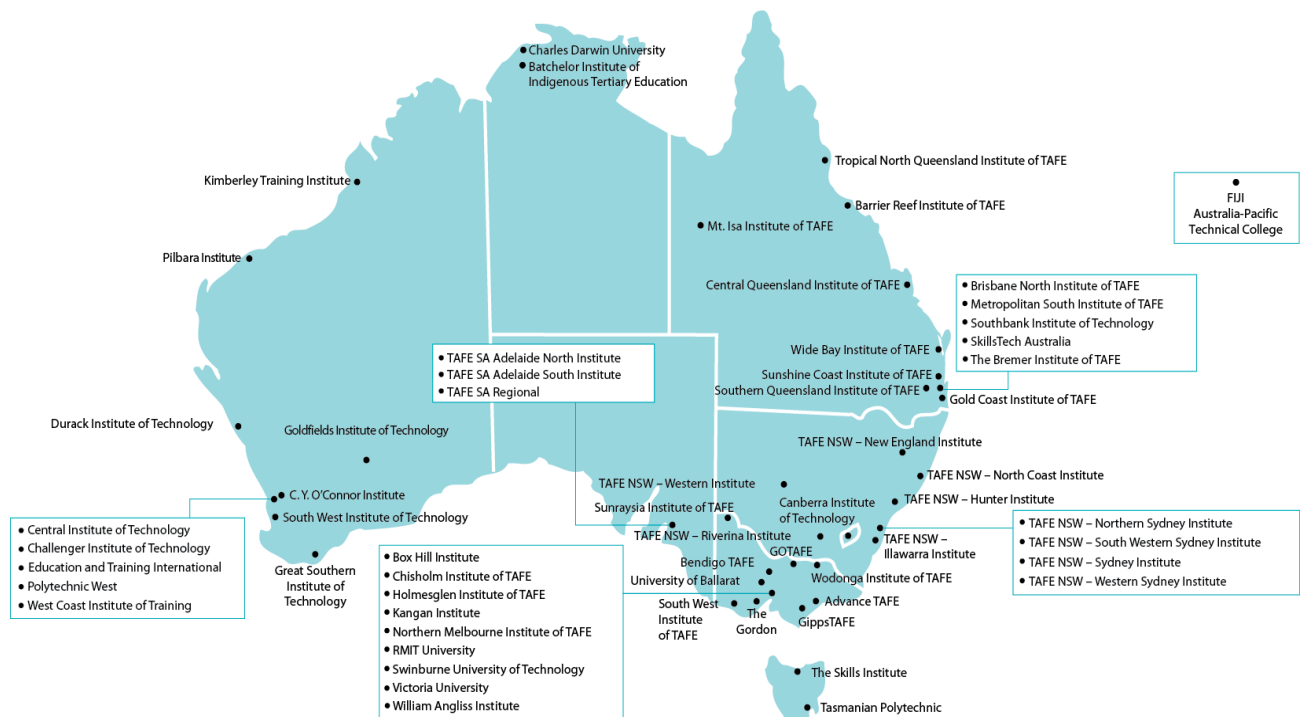 Charles Darwin University
Batchelor Institute of
Indigenous Tertiary Education
Tropical North Queensland Institute of TAFE
Kimberley Training Institute
Barrier Reef Institute of TAFE
FIJI
Australia-Pacific
Technical College
Mt. Isa Institute of TAFE
Pilbara Institute
Central Queensland Institute of TAFE
Brisbane North Institute of TAFE
Metropolitan South Institute of TAFE
Southbank Institute of Technology
SkillsTech Australia
The Bremer Institute of TAFE
Wide Bay Institute of TAFE
Sunshine Coast Institute of TAFE
Southern Queensland Institute of TAFE
Gold Coast Institute of TAFE
TAFE SA Adelaide North Institute
TAFE SA Adelaide South Institute
TAFE SA Regional
Durack Institute of Technology
Goldfields Institute of Technology
TAFE NSW – New England Institute
TAFE NSW – North Coast Institute
TAFE NSW – Western Institute
C. Y. O'Connor Institute
Canberra Institute
of Technology
TAFE NSW – Hunter Institute
Sunraysia Institute of TAFE
South West Institute of Technology
Central Institute of Technology
Challenger Institute of Technology
Education and Training International
Polytechnic West
West Coast Institute of Training
TAFE NSW – Northern Sydney Institute
TAFE NSW – South Western Sydney Institute
TAFE NSW – Sydney Institute
TAFE NSW – Western Sydney Institute
TAFE NSW – Riverina Institute
TAFE NSW –
Illawarra Institute
GOTAFE
Bendigo TAFE
Great Southern
Institute of
Technology
Wodonga Institute of TAFE
University of Ballarat
Box Hill Institute
Chisholm Institute of TAFE
Holmesglen Institute of TAFE
Kangan Institute
Northern Melbourne Institute of TAFE
RMIT University
Swinburne University of Technology
Victoria University
William Angliss Institute
South West
Institute
of TAFE
The
Gordon
Advance TAFE
GippsTAFE
The Skills Institute
Tasmanian Polytechnic